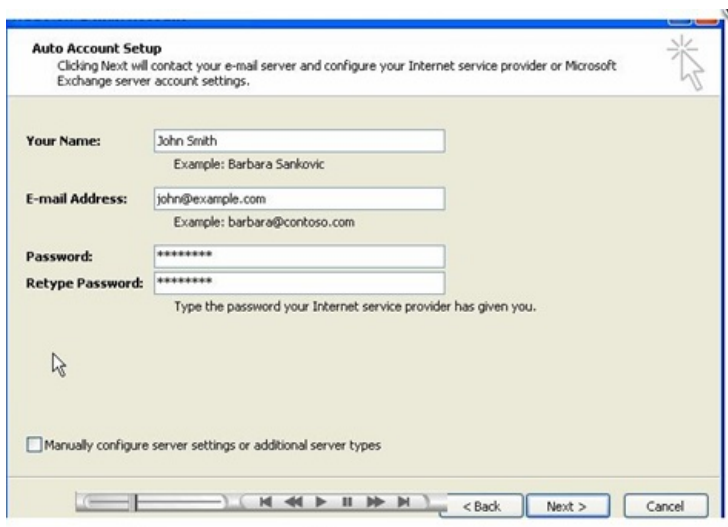 Auto Account Setup
Clicking Next will contact your e-mail server and configure your Internet service provider or Microsoft
Exchange server account settings.
Your Name: John Smith
Example: Barbara Sankovic
E-mail Address: john@example.com
Example: barbara@contoso.com
Password: ********
Retype Password: ********
Type the password your Internet service provider has given you.
Manually configure server settings or additional server types
< Back Next > Cancel